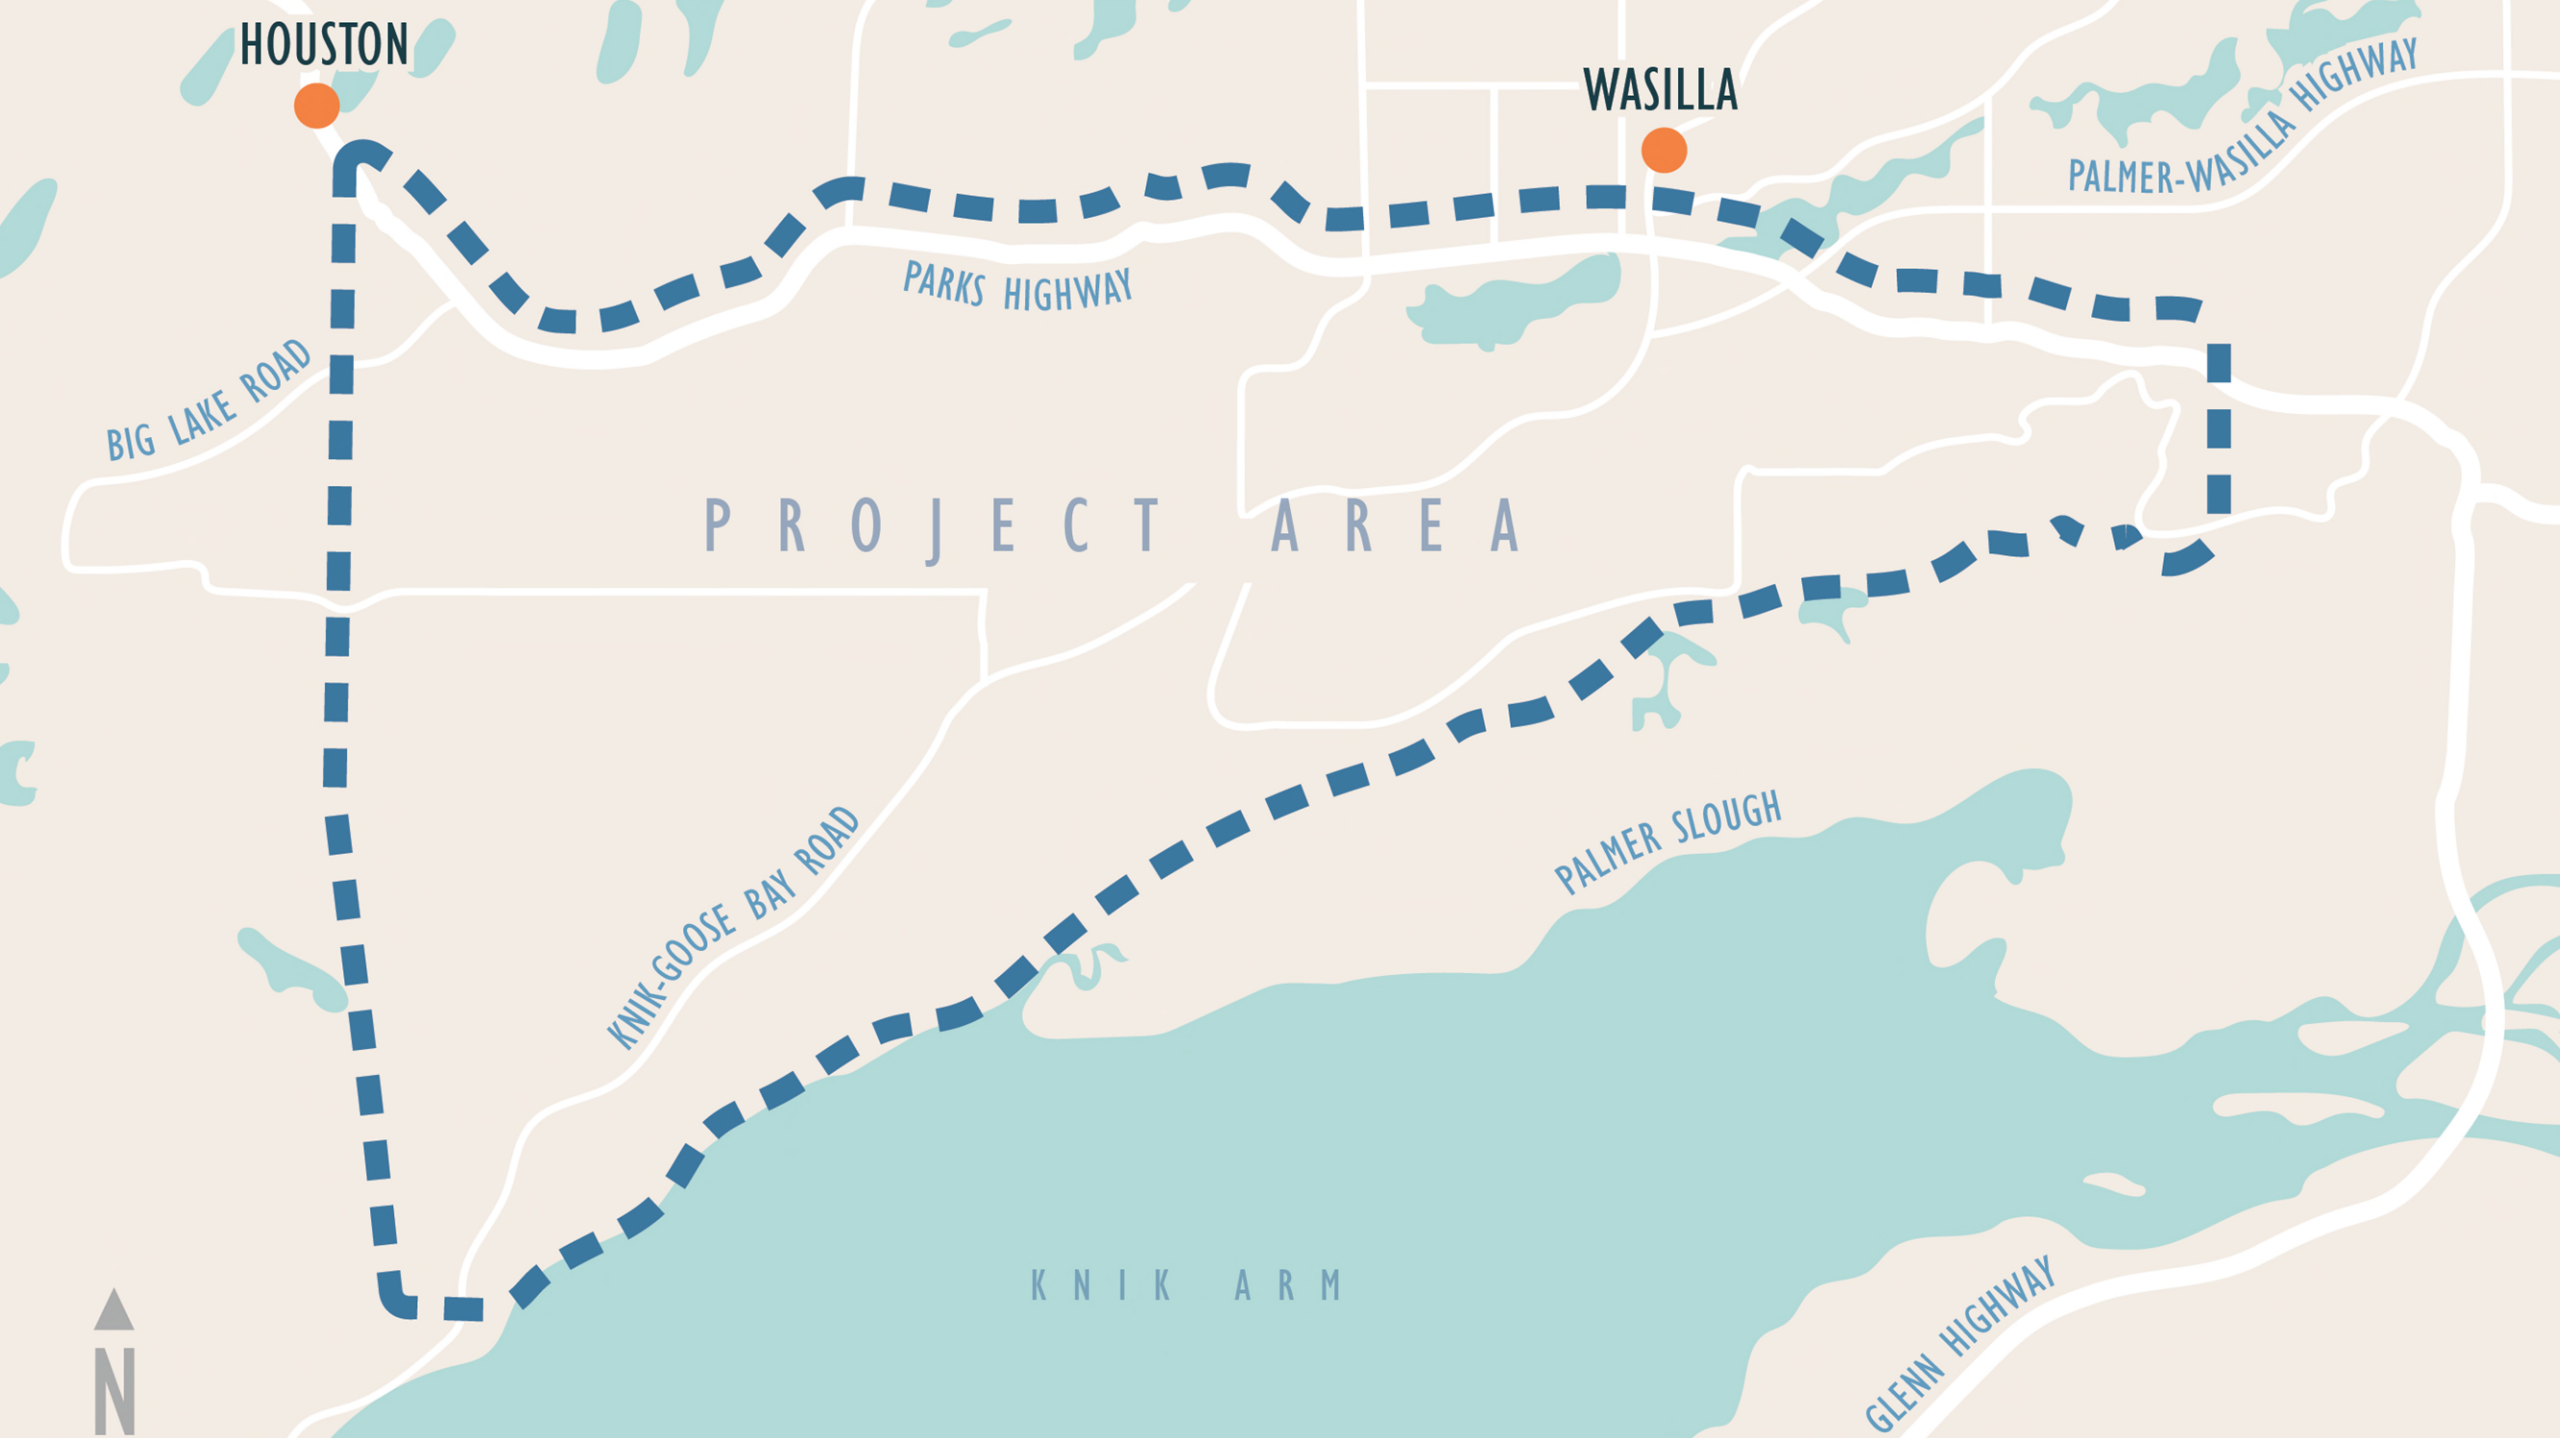 HOUSTON
WASILLA
PALMER-WASILLA HIGHWAY
PARKS HIGHWAY
BIG LAKE ROAD
PROJECT AREA
KNIK-GOOSE BAY ROAD
PALMER SLOUGH
KNIK ARM
GLENN HIGHWAY
N